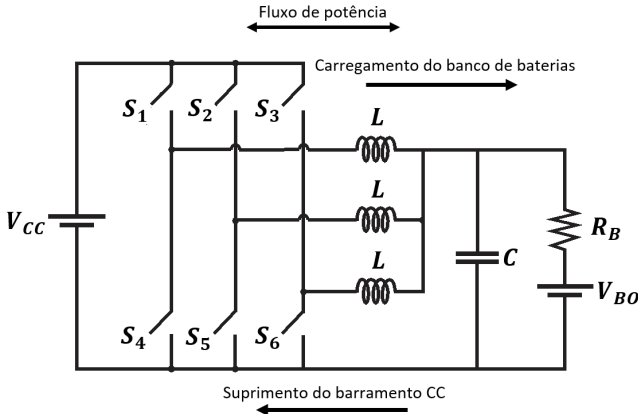 Fluxo de potência
Carregamento do banco de baterias
S1
S2
S3
L
L
VCC
RB
C
L
VBO
S4
S5
S6
Suprimento do barramento CC